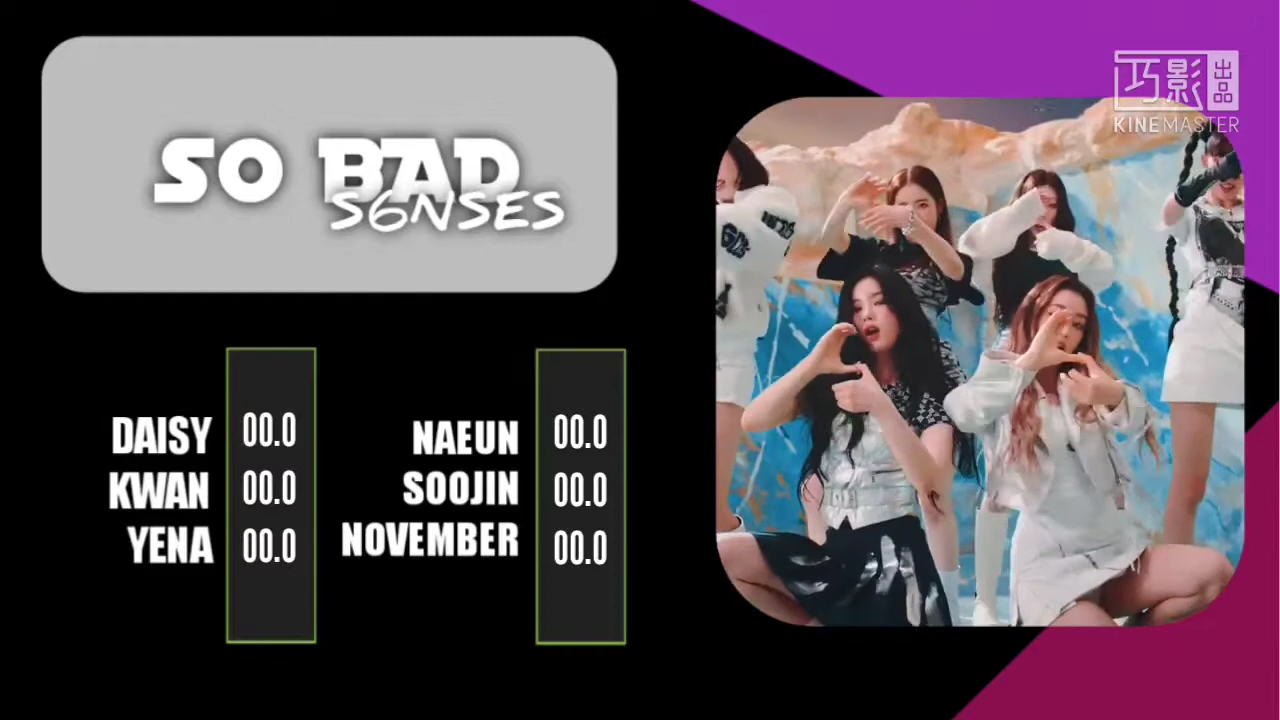 SO BAD
S6NSES
DAISY 00.0
KWAN 00.0
YENA 00.0
NAEUN 00.0
SOOJIN 00.0
NOVEMBER 00.0
巧影 出品
KINEMASTER